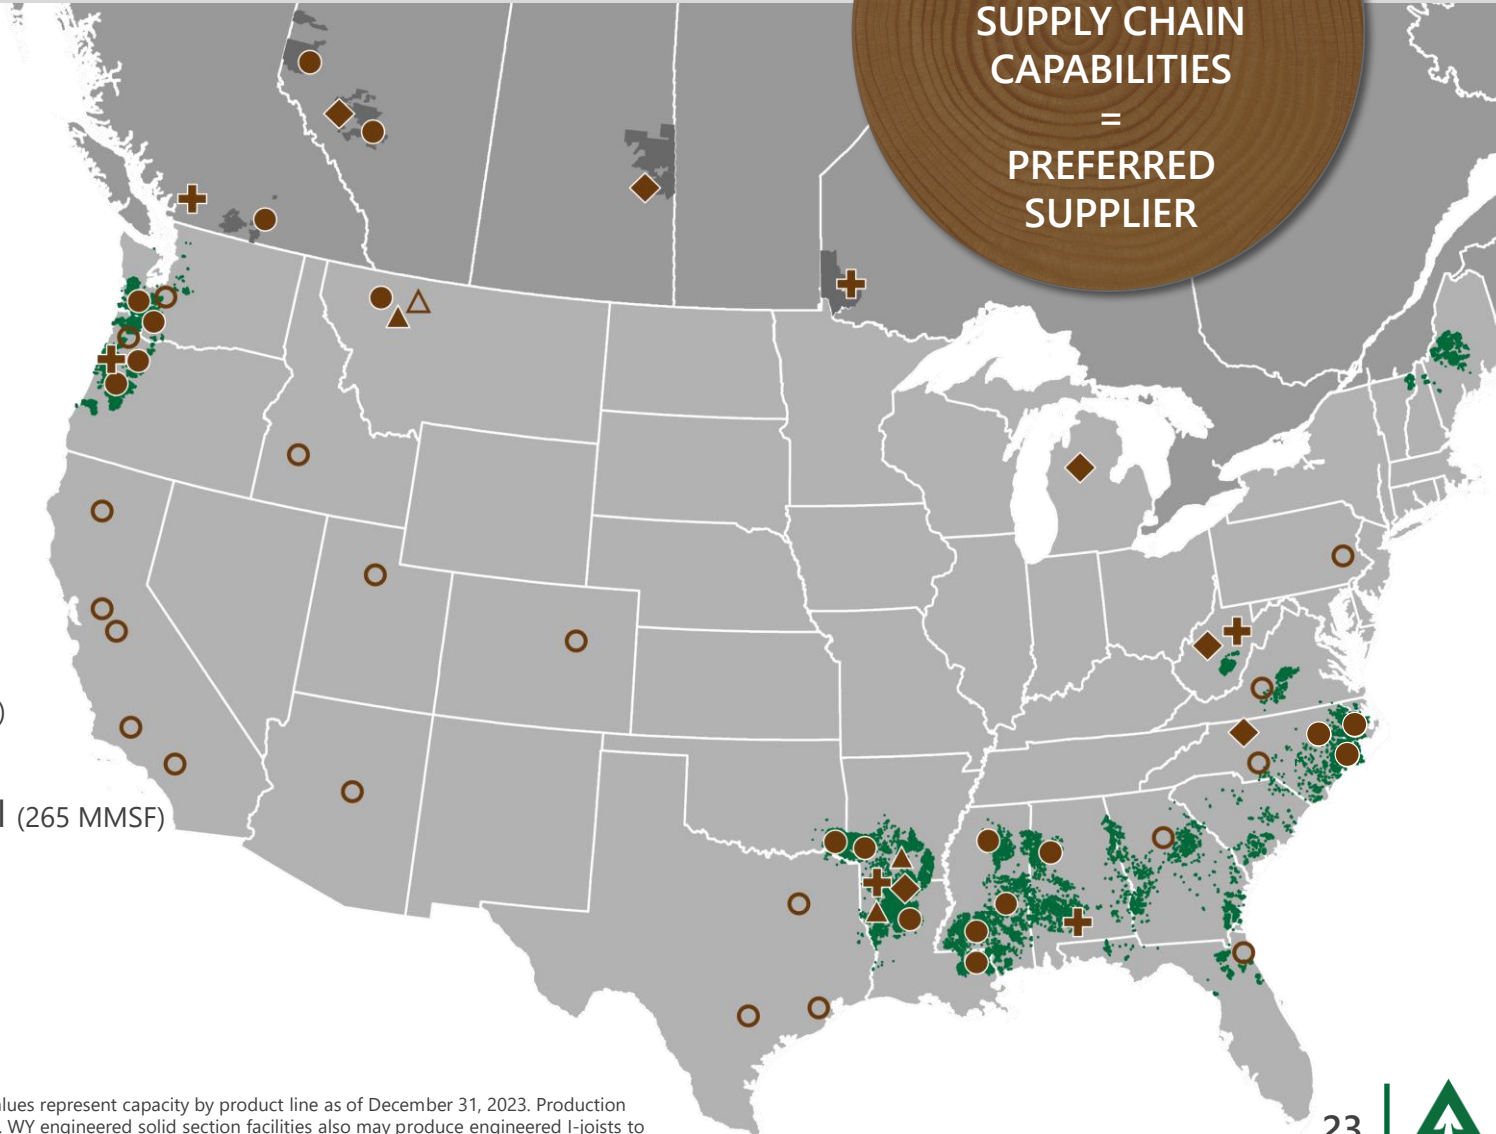 SUPPLY CHAIN
CAPABILITIES
=
PREFERRED
SUPPLIER
)
(265 MMSF)
values represent capacity by product line as of December 31, 2023. Production
. WY engineered solid section facilities also may produce engineered I-joists to
23